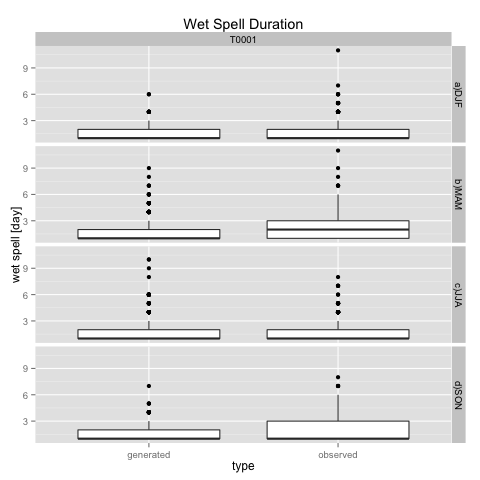 Wet Spell Duration
T0001
9
6
3
a)DJF
9
6
3
b)MAM
9
6
3
c)JJA
9
6
3
d)SON
wet spell [day]
generated observed
type